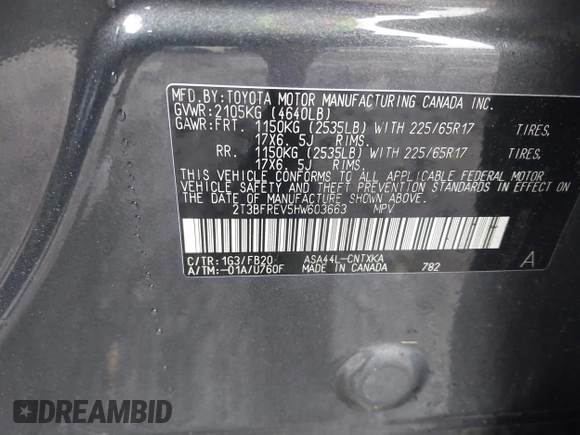 MFD.BY:TOYOTA MOTOR MANUFACTURING CANADA INC.
GVWR:2105KG (4640LB)
GAWR:FRT. 1150KG (2535LB) WITH 225/65R17 TIRES,
17X6. 5J RIMS.
RR. 1150KG (2535LB) WITH 225/65R17 TIRES,
17X6. 5J RIMS.
THIS VEHICLE CONFORMS TO ALL APPLICABLE FEDERAL MOTOR
VEHICLE SAFETY AND THEFT PREVENTION STANDARDS IN EFFECT ON
THE DATE OF MANUFACTURE SHOWN ABOVE.
2T3BFREV5HW603663 MPV
C/TR:1G3/FB20 ASA44L-CNTXKA
A/TM:-01A/U760F MADE IN CANADA 782 A
DREAMBID